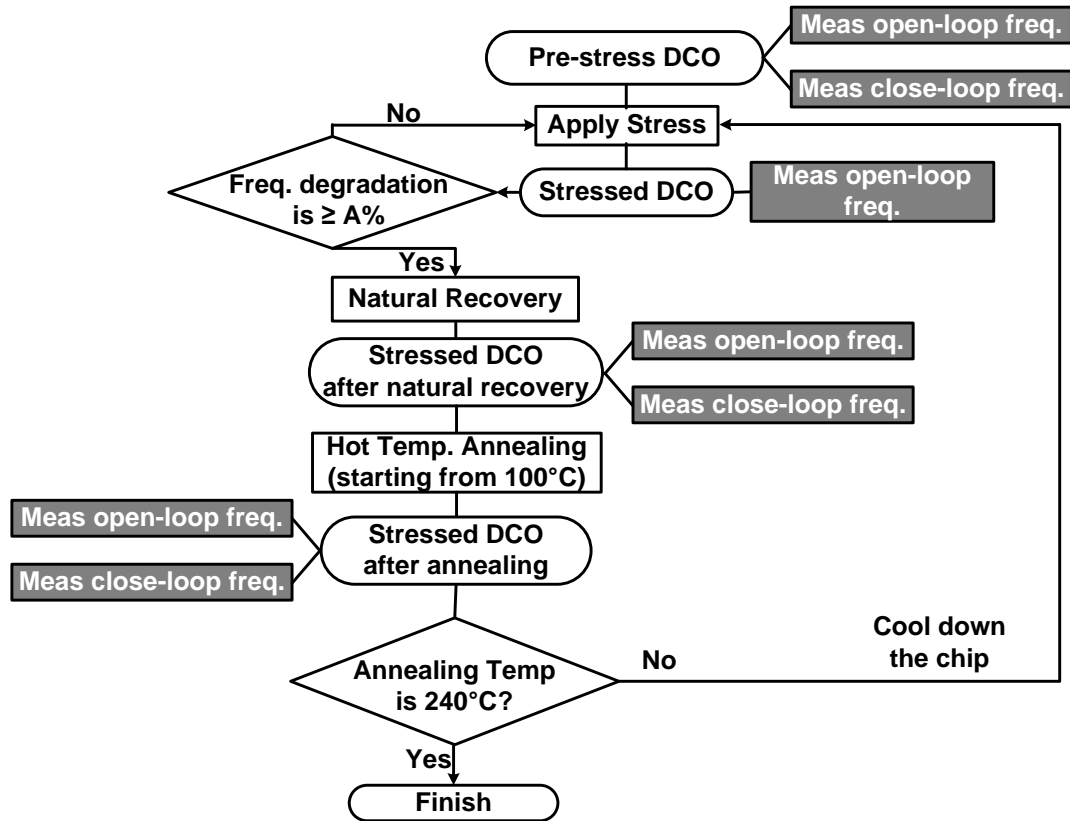 Meas open-loop freq.
Pre-stress DCO
Meas close-loop freq.
No
Apply Stress
Freq. degradation
is ≥ A%
Stressed DCO
Meas open-loop
freq.
Yes
Natural Recovery
Stressed DCO
after natural recovery
Meas open-loop freq.
Meas close-loop freq.
Hot Temp. Annealing
(starting from 100°C)
Meas open-loop freq.
Stressed DCO
after annealing
Meas close-loop freq.
Cool down
the chip
Annealing Temp
is 240°C?
No
Yes
Finish